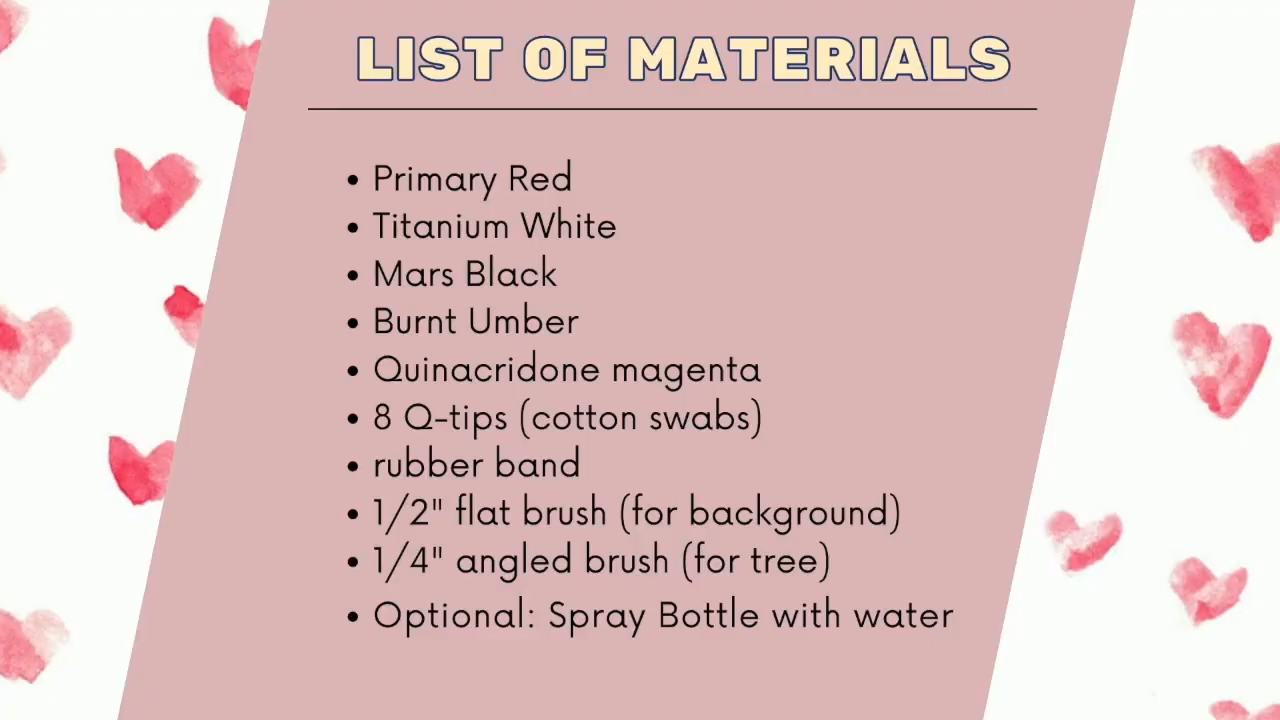 LIST OF MATERIALS
• Primary Red
• Titanium White
• Mars Black
• Burnt Umber
• Quinacridone magenta
• 8 Q-tips (cotton swabs)
• rubber band
• 1/2" flat brush (for background)
• 1/4" angled brush (for tree)
• Optional: Spray Bottle with water